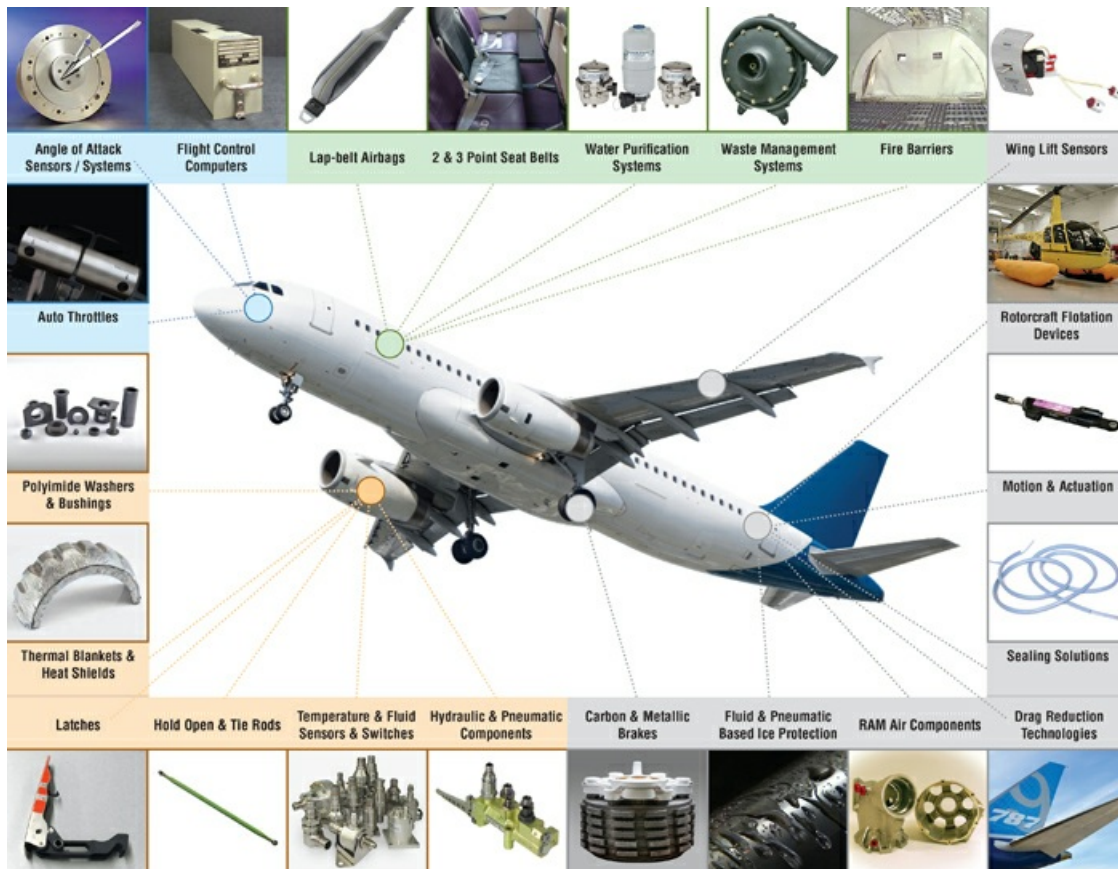 Angle of Attack
Sensors / Systems
Flight Control
Computers
Lap-belt Airbags
2 & 3 Point Seat Belts
Water Purification
Systems
Waste Management
Systems
Fire Barriers
Wing Lift Sensors
Auto Throttles
Rotorcraft Flotation
Devices
Polyimide Washers
& Bushings
Motion & Actuation
Thermal Blankets &
Heat Shields
Sealing Solutions
Latches
Hold Open & Tie Rods
Temperature & Fluid
Sensors & Switches
Hydraulic & Pneumatic
Components
Carbon & Metallic
Brakes
Fluid & Pneumatic
Based Ice Protection
RAM Air Components
Drag Reduction
Technologies
787